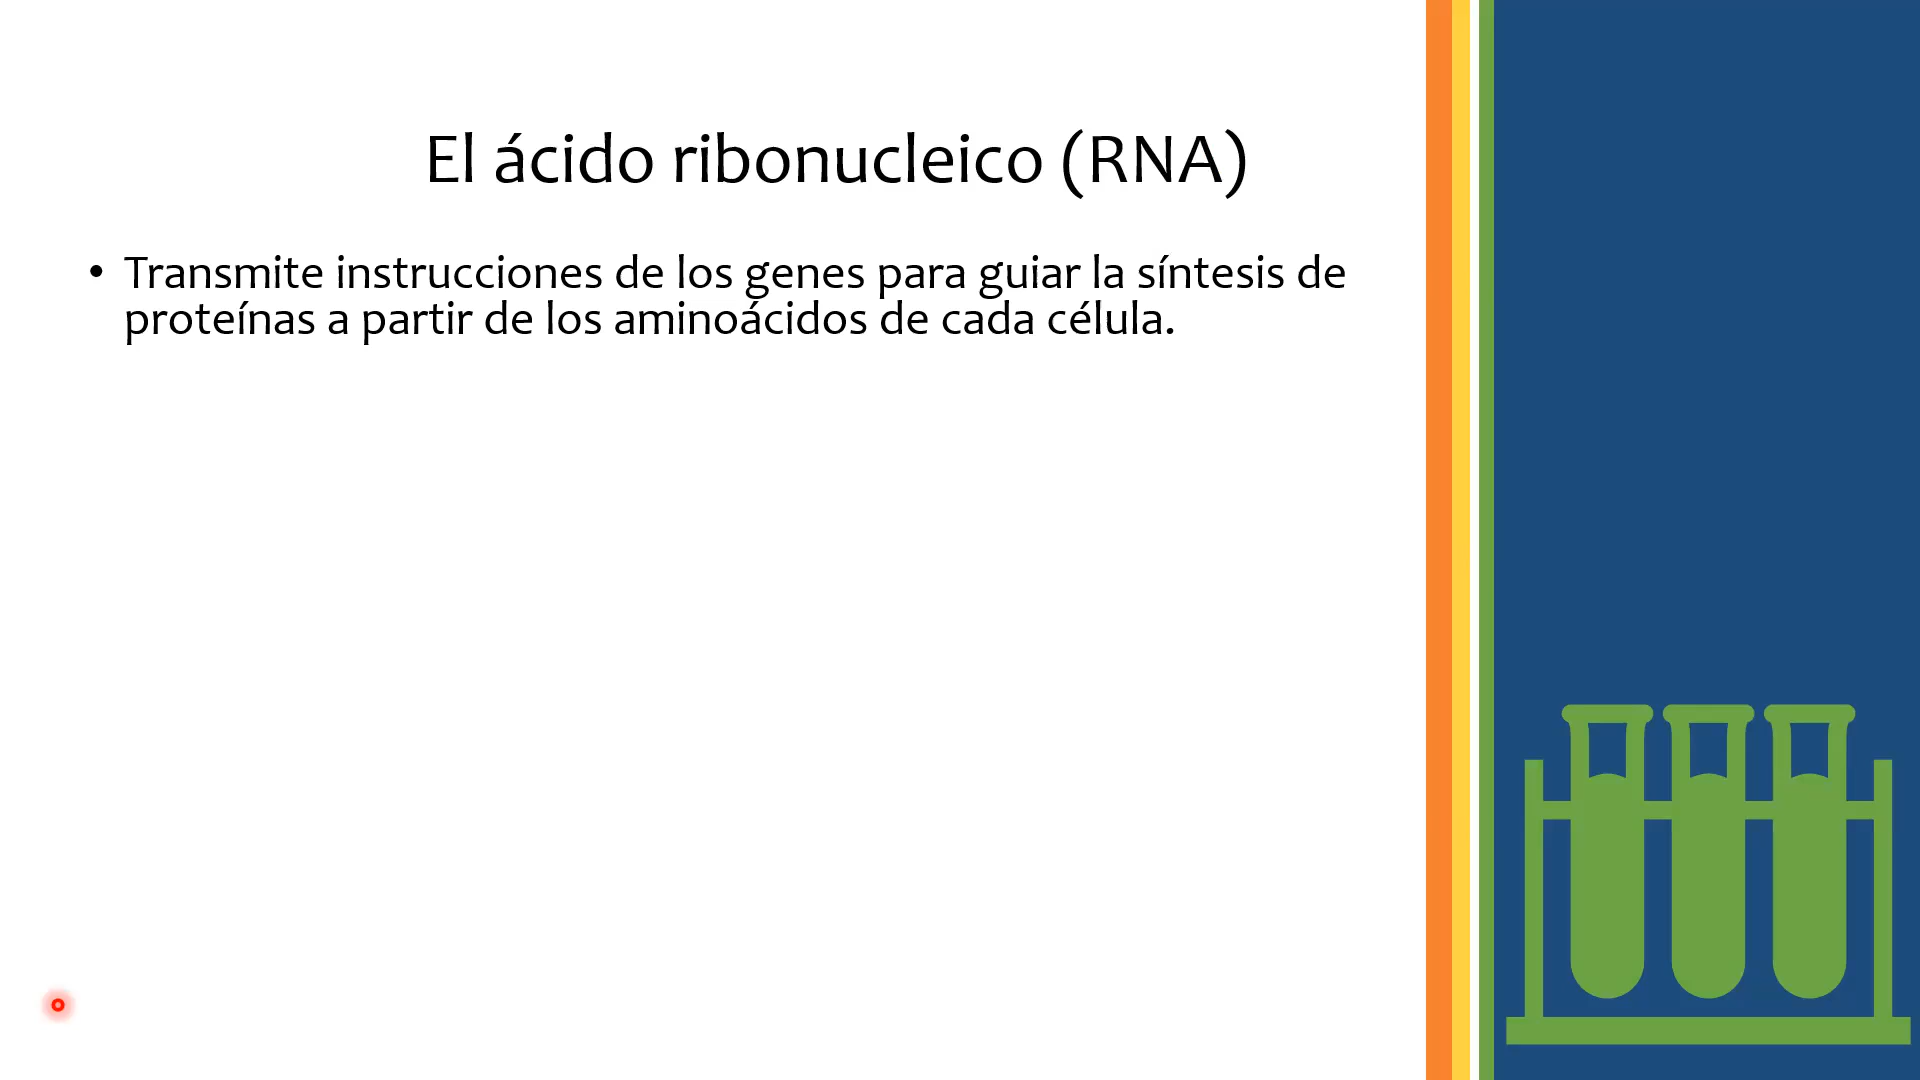 El ácido ribonucleico (RNA)
• Transmite instrucciones de los genes para guiar la síntesis de
proteínas a partir de los aminoácidos de cada célula.